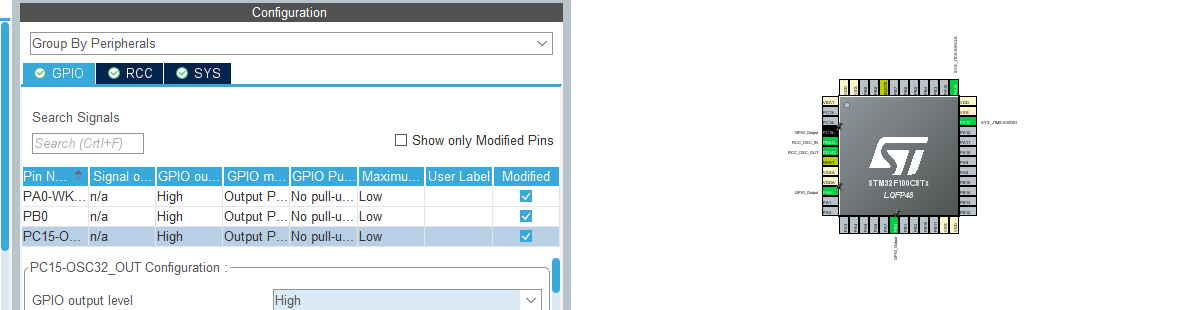 Configuration
Group By Peripherals
GPIO RCC SYS
Search Signals
Search (Crtl+F)
Show only Modified Pins
Pin N... Signal o... GPIO ou... GPIO m... GPIO Pu... Maximu... User Label Modified
PA0-WK... n/a High Output P... No pull-u... Low
PB0 n/a High Output P... No pull-u... Low
PC15-O... n/a High Output P... No pull-u... Low
PC15-OSC32_OUT Configuration :
GPIO output level High
SYS_JTCK-SWCLK
VBAT
VDD
VSS
GPIO_Output
SYS_JTMS-SWDIO
RCC_OSC_IN
RCC_OSC_OUT
VSSA
VDDA
GPIO_Output
PA1
PA2
PA12
PA11
PA10
PA9
PA8
PB15
PB14
PB13
PB12
ST
STM32F100C8Tx
LQFP48
GPIO_Output